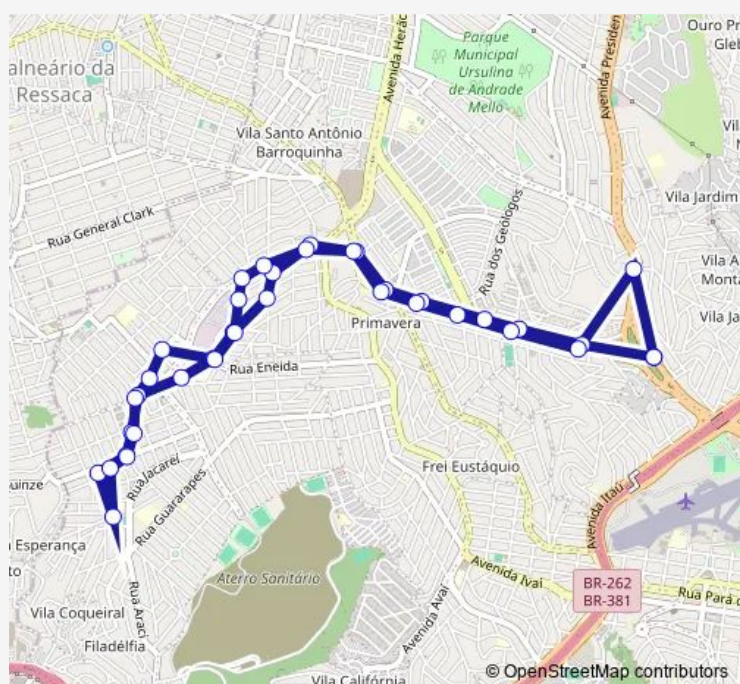 Ouro Pr
Gleb
Parque
Municipal
Ursulina
de Andrade
Mello
Avenida Herác
Avenida Presiden
alneário da
Ressaca
Vila Santo Antônio
Barroquinha
Vila Jardim
Rua General Clark
Rua dos Geólogos
Vila A
Monta
Vila Ja
Primavera
Rua Eneida
Rua Jacareí
Rua Guararapes
Frei Eustáquio
uinze
Avenida Itaú
Esperança
to
Aterro Sanitário
Avenida Ivaí
BR-262
BR-381
Rua Pará d
Rua Araci
Vila Coqueiral
Avenida Avaí
Filadélfia
Vila Califórnia
© OpenStreetMap contributors